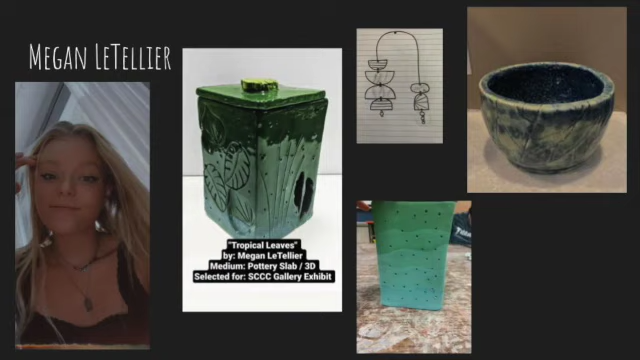 Megan LeTellier
"Tropical Leaves"
by: Megan LeTellier
Medium: Pottery Slab / 3D
Selected for: SCCC Gallery Exhibit